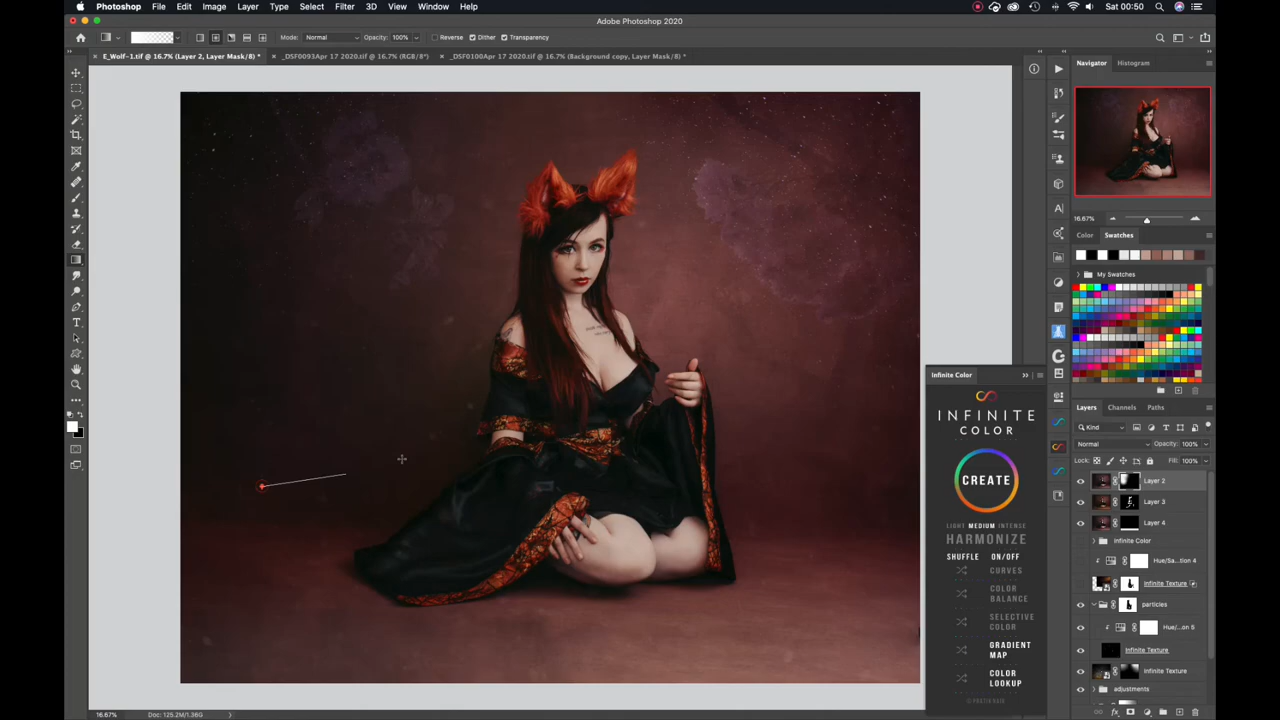 Photoshop File Edit Image Layer Type Select Filter 3D View Window Help Sat 00:50
Adobe Photoshop 2020
Mode: Normal Opacity: 100% Reverse Dither Transparency
E_Wolf-1.tif @ 16.7% (Layer 2, Layer Mask/8) * _DSF0093Apr 17 2020.tif @ 16.7% (RGB/8*) _DSF0100Apr 17 2020.tif @ 16.7% (Background copy, Layer Mask/8) *
Navigator Histogram
16.67%
Color Swatches
My Swatches
Infinite Color
INFINITE
COLOR
CREATE
LIGHT MEDIUM INTENSE
HARMONIZE
SHUFFLE ON/OFF
CURVES
COLOR
BALANCE
SELECTIVE
COLOR
GRADIENT
MAP
COLOR
LOOKUP
Layers Channels Paths
Kind
Normal Opacity: 100%
Lock: Fill: 100%
Layer 2
Layer 3
Layer 4
Infinite Color
Hue/Sa...tion 4
Infinite Texture
particles
Hue/...on 5
Infinite Texture
Infinite Texture
adjustments
16.67% Doc: 125.2M/1.36G